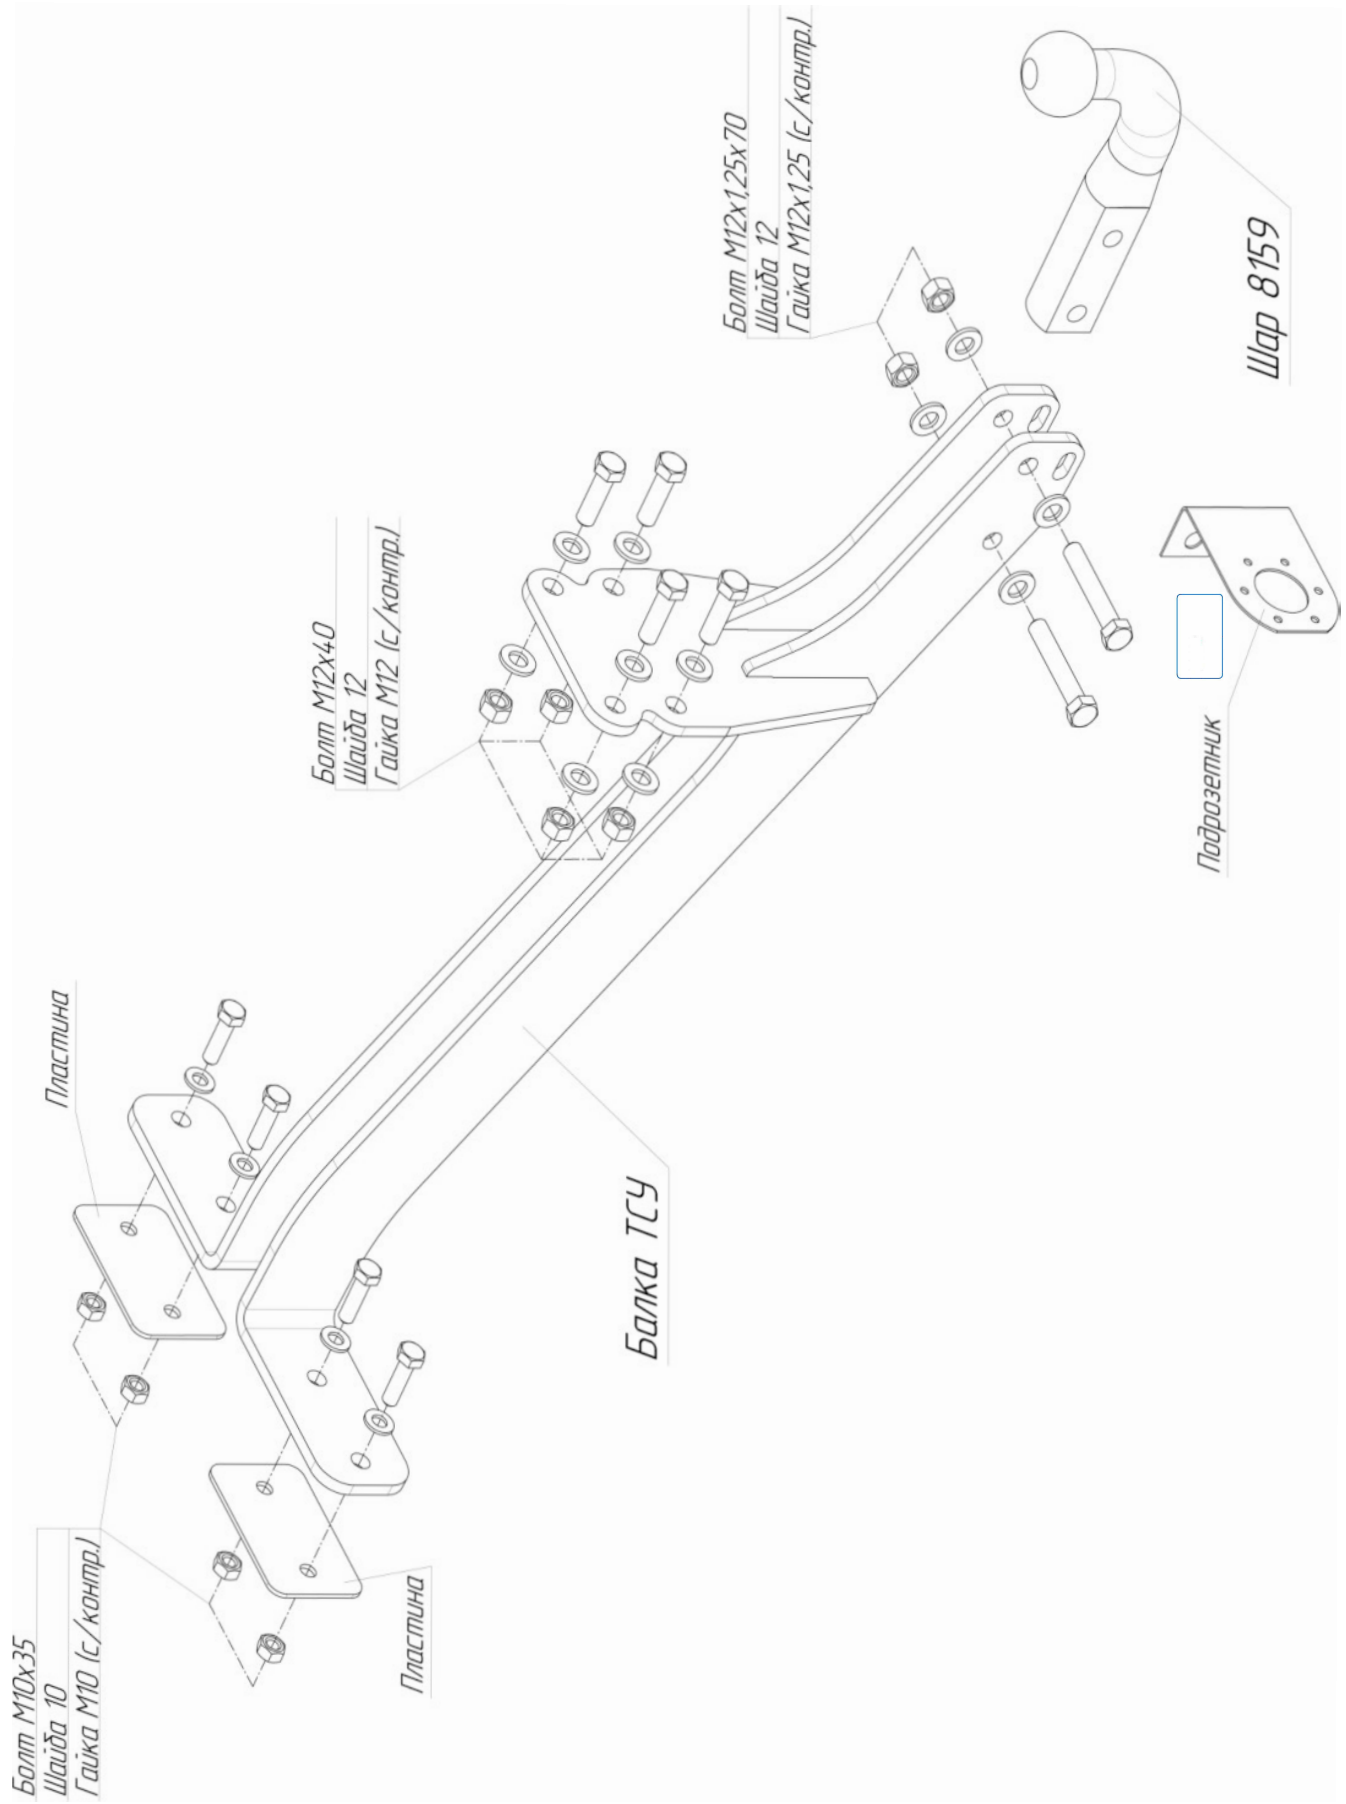 Болт М10х35
Шайба 10
Гайка М10 (с/контр.)
Пластина
Пластина
Болт М12х40
Шайба 12
Гайка М12 (с/контр.)
Балка ТСУ
Болт М12х1,25х70
Шайба 12
Гайка М12х1,25 (с/контр.)
Подрозетник
Шар 8159